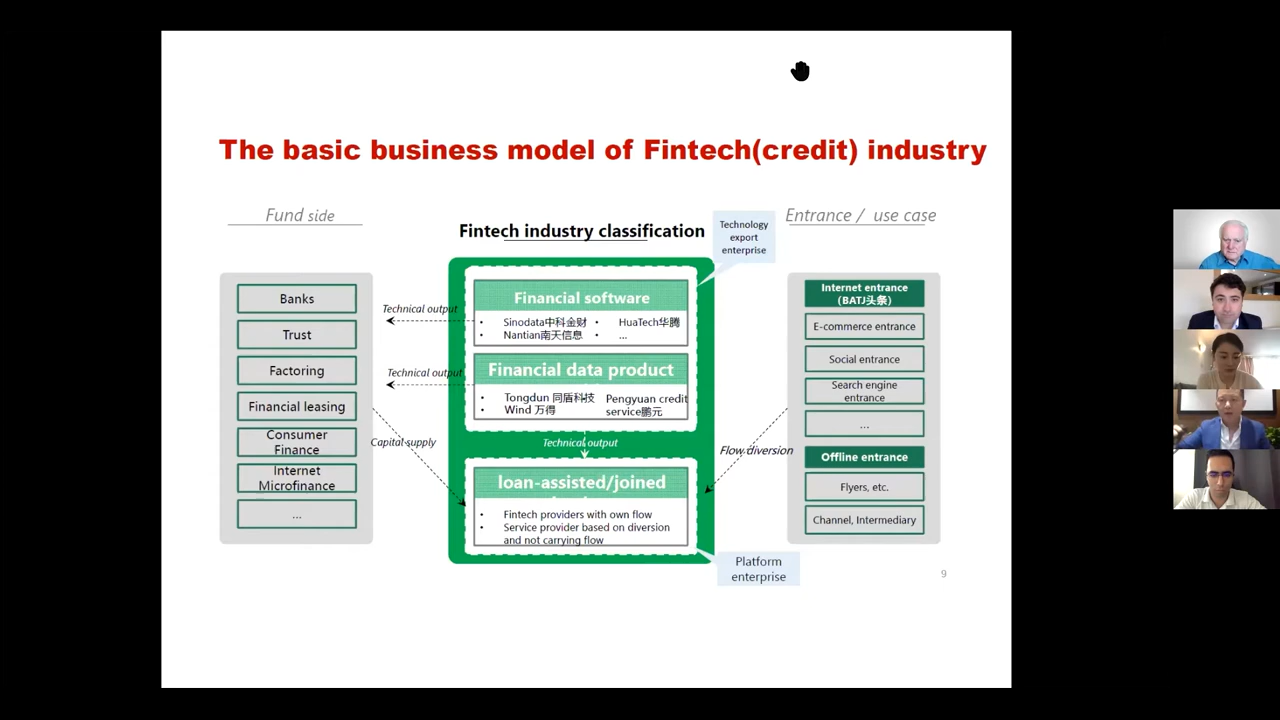 The basic business model of Fintech(credit) industry
Fund side
Banks
Trust
Factoring
Financial leasing
Consumer
Finance
Internet
Microfinance
...
Technical output
Technical output
Capital supply
Fintech industry classification
Technology
export
enterprise
Financial software
• Sinodata中科金财 • HuaTech华腾
• Nantian南天信息 ...
Financial data product
• Tongdun 同盾科技 Pengyuan credit
• Wind 万得 service鹏元
Technical output
loan-assisted/joined
• Fintech providers with own flow
• Service provider based on diversion
and not carrying flow
Platform
enterprise
Flow diversion
Entrance / use case
Internet entrance
(BATJ头条)
E-commerce entrance
Social entrance
Search engine
entrance
...
Offline entrance
Flyers, etc.
Channel, Intermediary
9